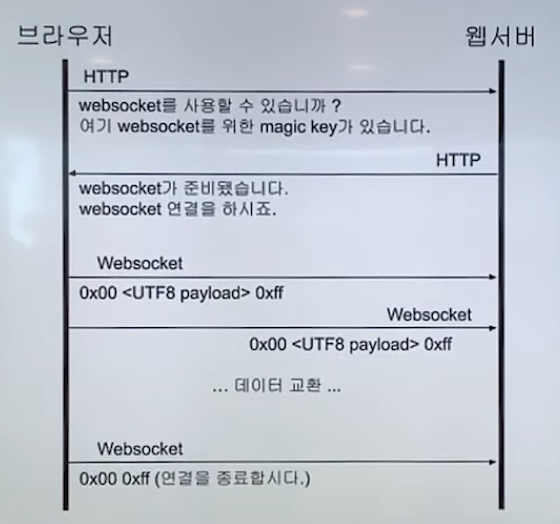 브라우저
웹서버
HTTP
websocket를 사용할 수 있습니까 ?
여기 websocket를 위한 magic key가 있습니다.
HTTP
websocket가 준비됐습니다.
websocket 연결을 하시죠.
Websocket
0x00 <UTF8 payload> 0xff
Websocket
0x00 <UTF8 payload> 0xff
... 데이터 교환 ...
Websocket
0x00 0xff (연결을 종료합시다.)